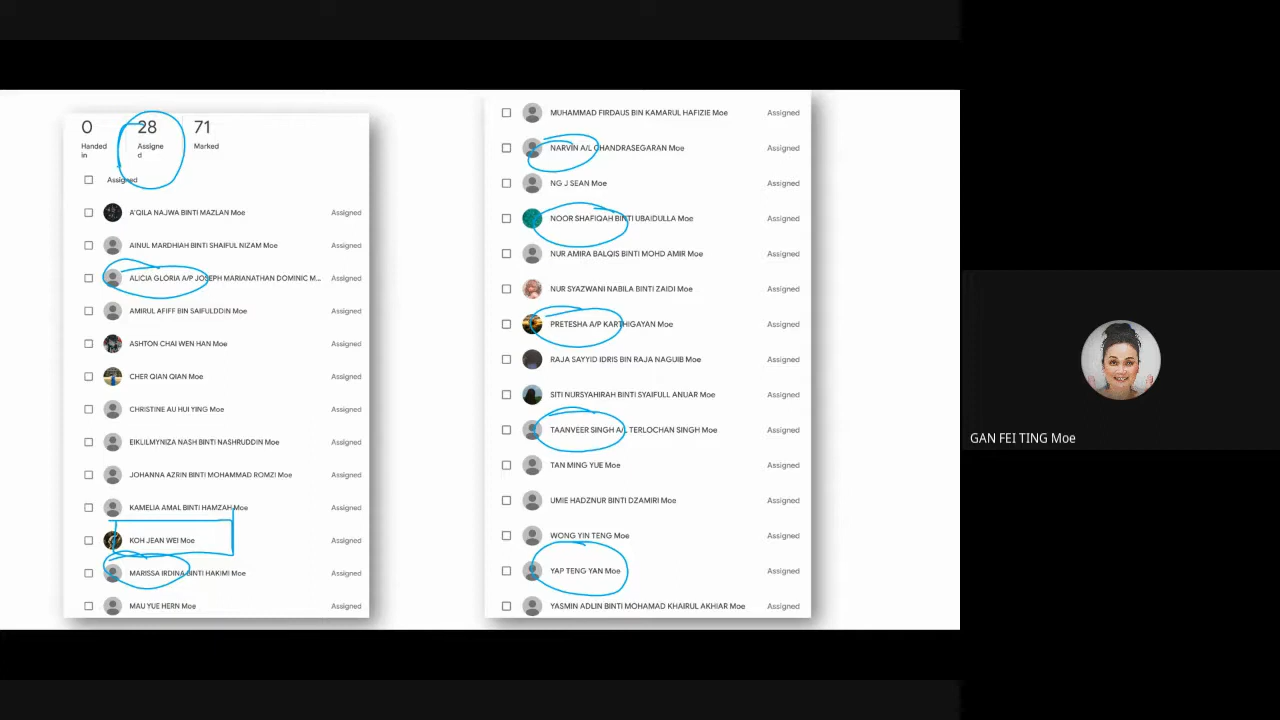 0
28
71
Handed
in
Assigne
d
Marked
Assigned
A'QILA NAJWA BINTI MAZLAN Moe Assigned
AINUL MARDHIAH BINTI SHAIFUL NIZAM Moe Assigned
ALICIA GLORIA A/P JOSEPH MARIANATHAN DOMINIC M... Assigned
AMIRUL AFIFF BIN SAIFULDDIN Moe Assigned
ASHTON CHAI WEN HAN Moe Assigned
CHER QIAN QIAN Moe Assigned
CHRISTINE AU HUI YING Moe Assigned
EIKLILMYNIZA NASH BINTI NASHRUDDIN Moe Assigned
JOHANNA AZRIN BINTI MOHAMMAD ROMZI Moe Assigned
KAMELIA AMAL BINTI HAMZAH Moe Assigned
KOH JEAN WEI Moe Assigned
MARISSA IRDINA BINTI HAKIMI Moe Assigned
MAU YUE HERN Moe Assigned
MUHAMMAD FIRDAUS BIN KAMARUL HAFIZIE Moe Assigned
NARVIN A/L CHANDRASEGARAN Moe Assigned
NG J SEAN Moe Assigned
NOOR SHAFIQAH BINTI UBAIDULLA Moe Assigned
NUR AMIRA BALQIS BINTI MOHD AMIR Moe Assigned
NUR SYAZWANI NABILA BINTI ZAIDI Moe Assigned
PRETESHA A/P KARTHIGAYAN Moe Assigned
RAJA SAYYID IDRIS BIN RAJA NAGUIB Moe Assigned
SITI NURSYAHIRAH BINTI SYAIFULL ANUAR Moe Assigned
TAANVEER SINGH A/L TERLOCHAN SINGH Moe Assigned
TAN MING YUE Moe Assigned
UMIE HADZNUR BINTI DZAMIRI Moe Assigned
WONG YIN TENG Moe Assigned
YAP TENG YAN Moe Assigned
YASMIN ADLIN BINTI MOHAMAD KHAIRUL AKHIAR Moe Assigned
GAN FEI TING Moe